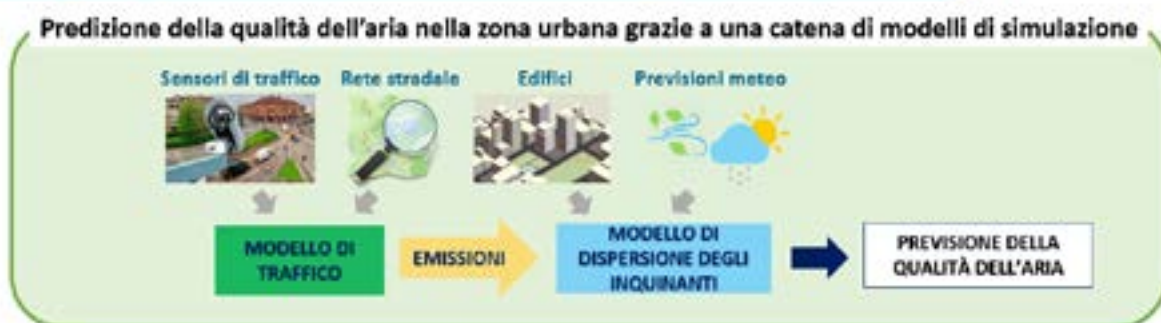 Predizione della qualità dell'aria nella zona urbana grazie a una catena di modelli di simulazione
Sensori di traffico
Rete stradale
Edifici
Previsioni meteo
MODELLO DI
TRAFFICO
EMISSIONI
MODELLO DI
DISPERSIONE DEGLI
INQUINANTI
PREVISIONE DELLA
QUALITÀ DELL'ARIA